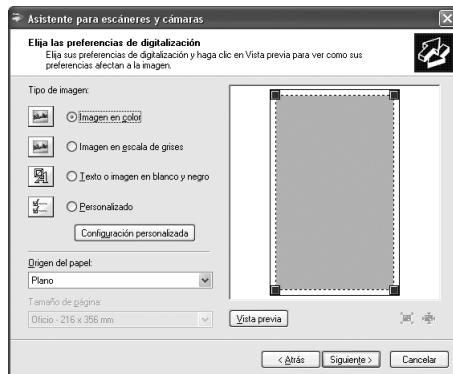 Asistente para escáneres y cámaras
Elija las preferencias de digitalización
Elija sus preferencias de digitalización y haga clic en Vista previa para ver como sus
preferencias afectan a la imagen.
Tipo de imagen:
Imagen en color
Imagen en escala de grises
Texto o imagen en blanco y negro
Personalizado
Configuración personalizada
Origen del papel:
Plano
Tamaño de página:
Oficio - 216 x 356 mm
Vista previa
< Atrás
Siguiente >
Cancelar